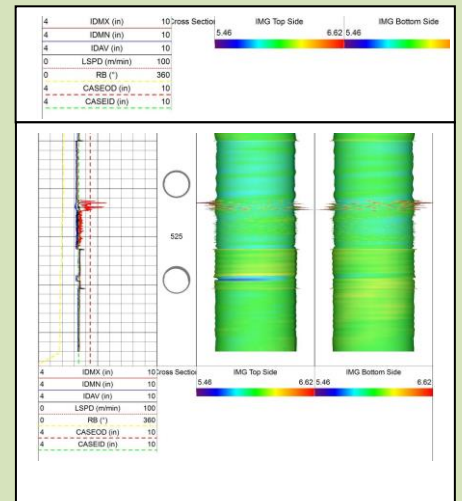 4 IDMX (in) 10 Cross Section IMG Top Side IMG Bottom Side
4 IDMN (in) 10 5.46 6.62 5.46
4 IDAV (in) 10
0 LSPD (m/min) 100
0 RB (°) 360
4 CASEOD (in) 10
4 CASEID (in) 10
525
4 IDMX (in) 10 Cross Sectio IMG Top Side IMG Bottom Side
4 IDMN (in) 10 5.46 6.62 5.46 6.62
4 IDAV (in) 10
0 LSPD (m/min) 100
0 RB (°) 360
4 CASEOD (in) 10
4 CASEID (in) 10